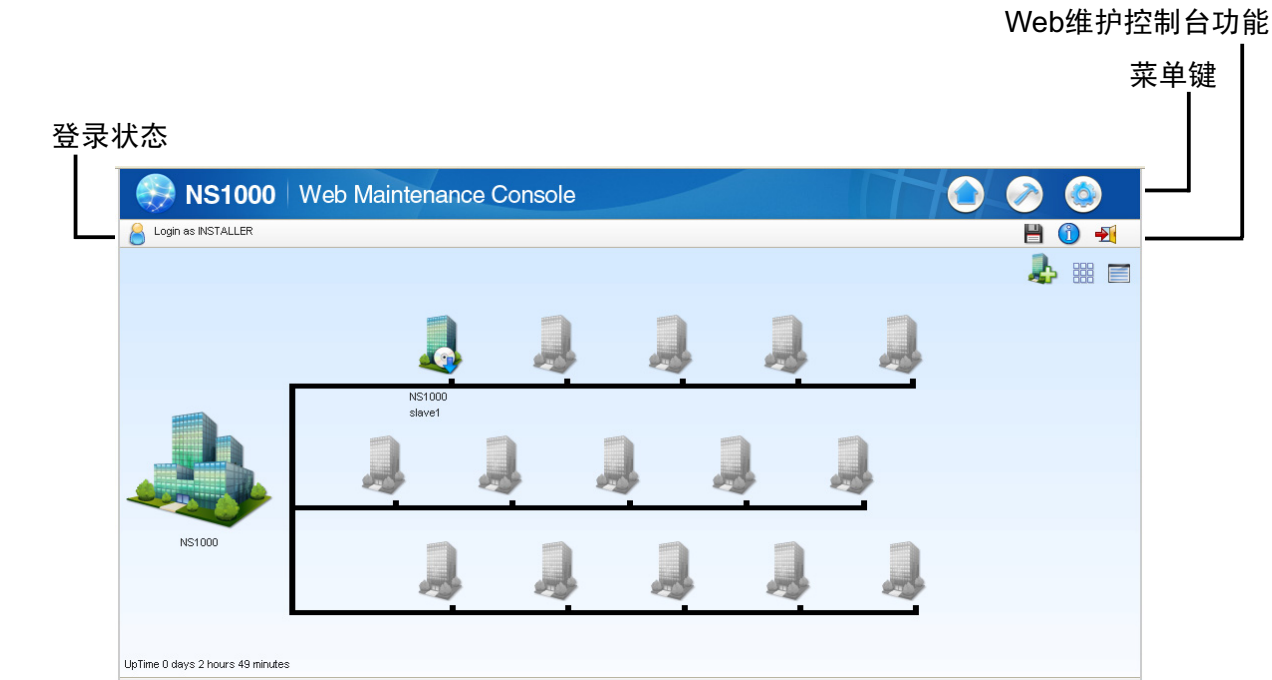 Web维护控制台功能
菜单键
登录状态
NS1000 Web Maintenance Console
Login as INSTALLER
NS1000
slave1
NS1000
UpTime 0 days 2 hours 49 minutes